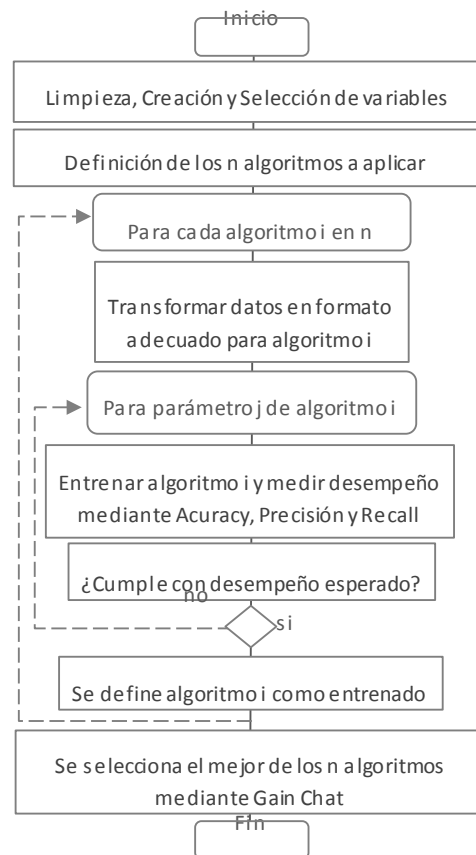 Inicio
Limpieza, Creación y Selección de variables
Definición de los n algoritmos a aplicar
Para cada algoritmo i en n
Transformar datos en formato
adecuado para algoritmo i
Para parámetro j de algoritmo i
Entrenar algoritmo i y medir desempeño
mediante Acuracy, Precisión y Recall
¿Cumple con desempeño esperado?
no
si
Se define algoritmo i como entrenado
Se selecciona el mejor de los n algoritmos
mediante Gain Chat
Fin